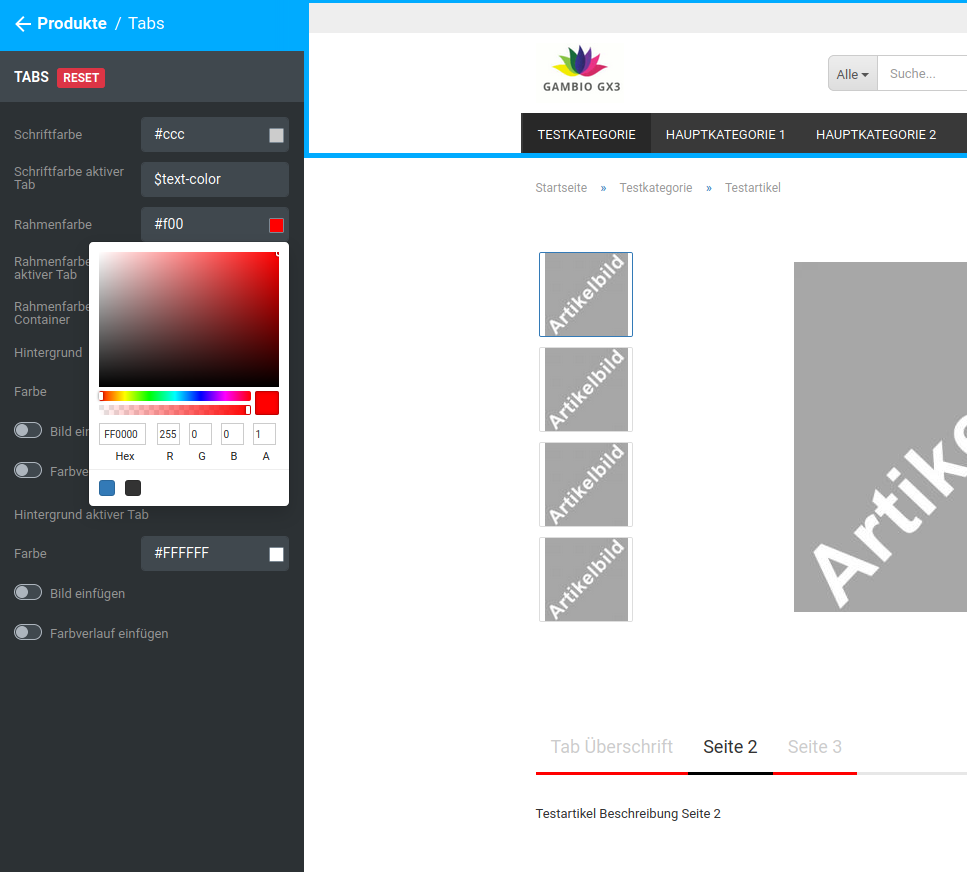 Produkte / Tabs
TABS RESET
Schriftfarbe #ccc
Schriftfarbe aktiver
Tab
$text-color
Rahmenfarbe #f00
Rahmenfarbe
aktiver Tab
Rahmenfarbe
Container
Hintergrund
Farbe
Bild ein
Farbve
FF0000 255 0 0 1
Hex R G B A
Hintergrund aktiver Tab
Farbe #FFFFFF
Bild einfügen
Farbverlauf einfügen
GAMBIO GX3
Alle Suche...
TESTKATEGORIE HAUPTKATEGORIE 1 HAUPTKATEGORIE 2
Startseite » Testkategorie » Testartikel
Artikelbild
Artikelbild
Artikelbild
Artikelbild
Artike
Tab Überschrift Seite 2 Seite 3
Testartikel Beschreibung Seite 2